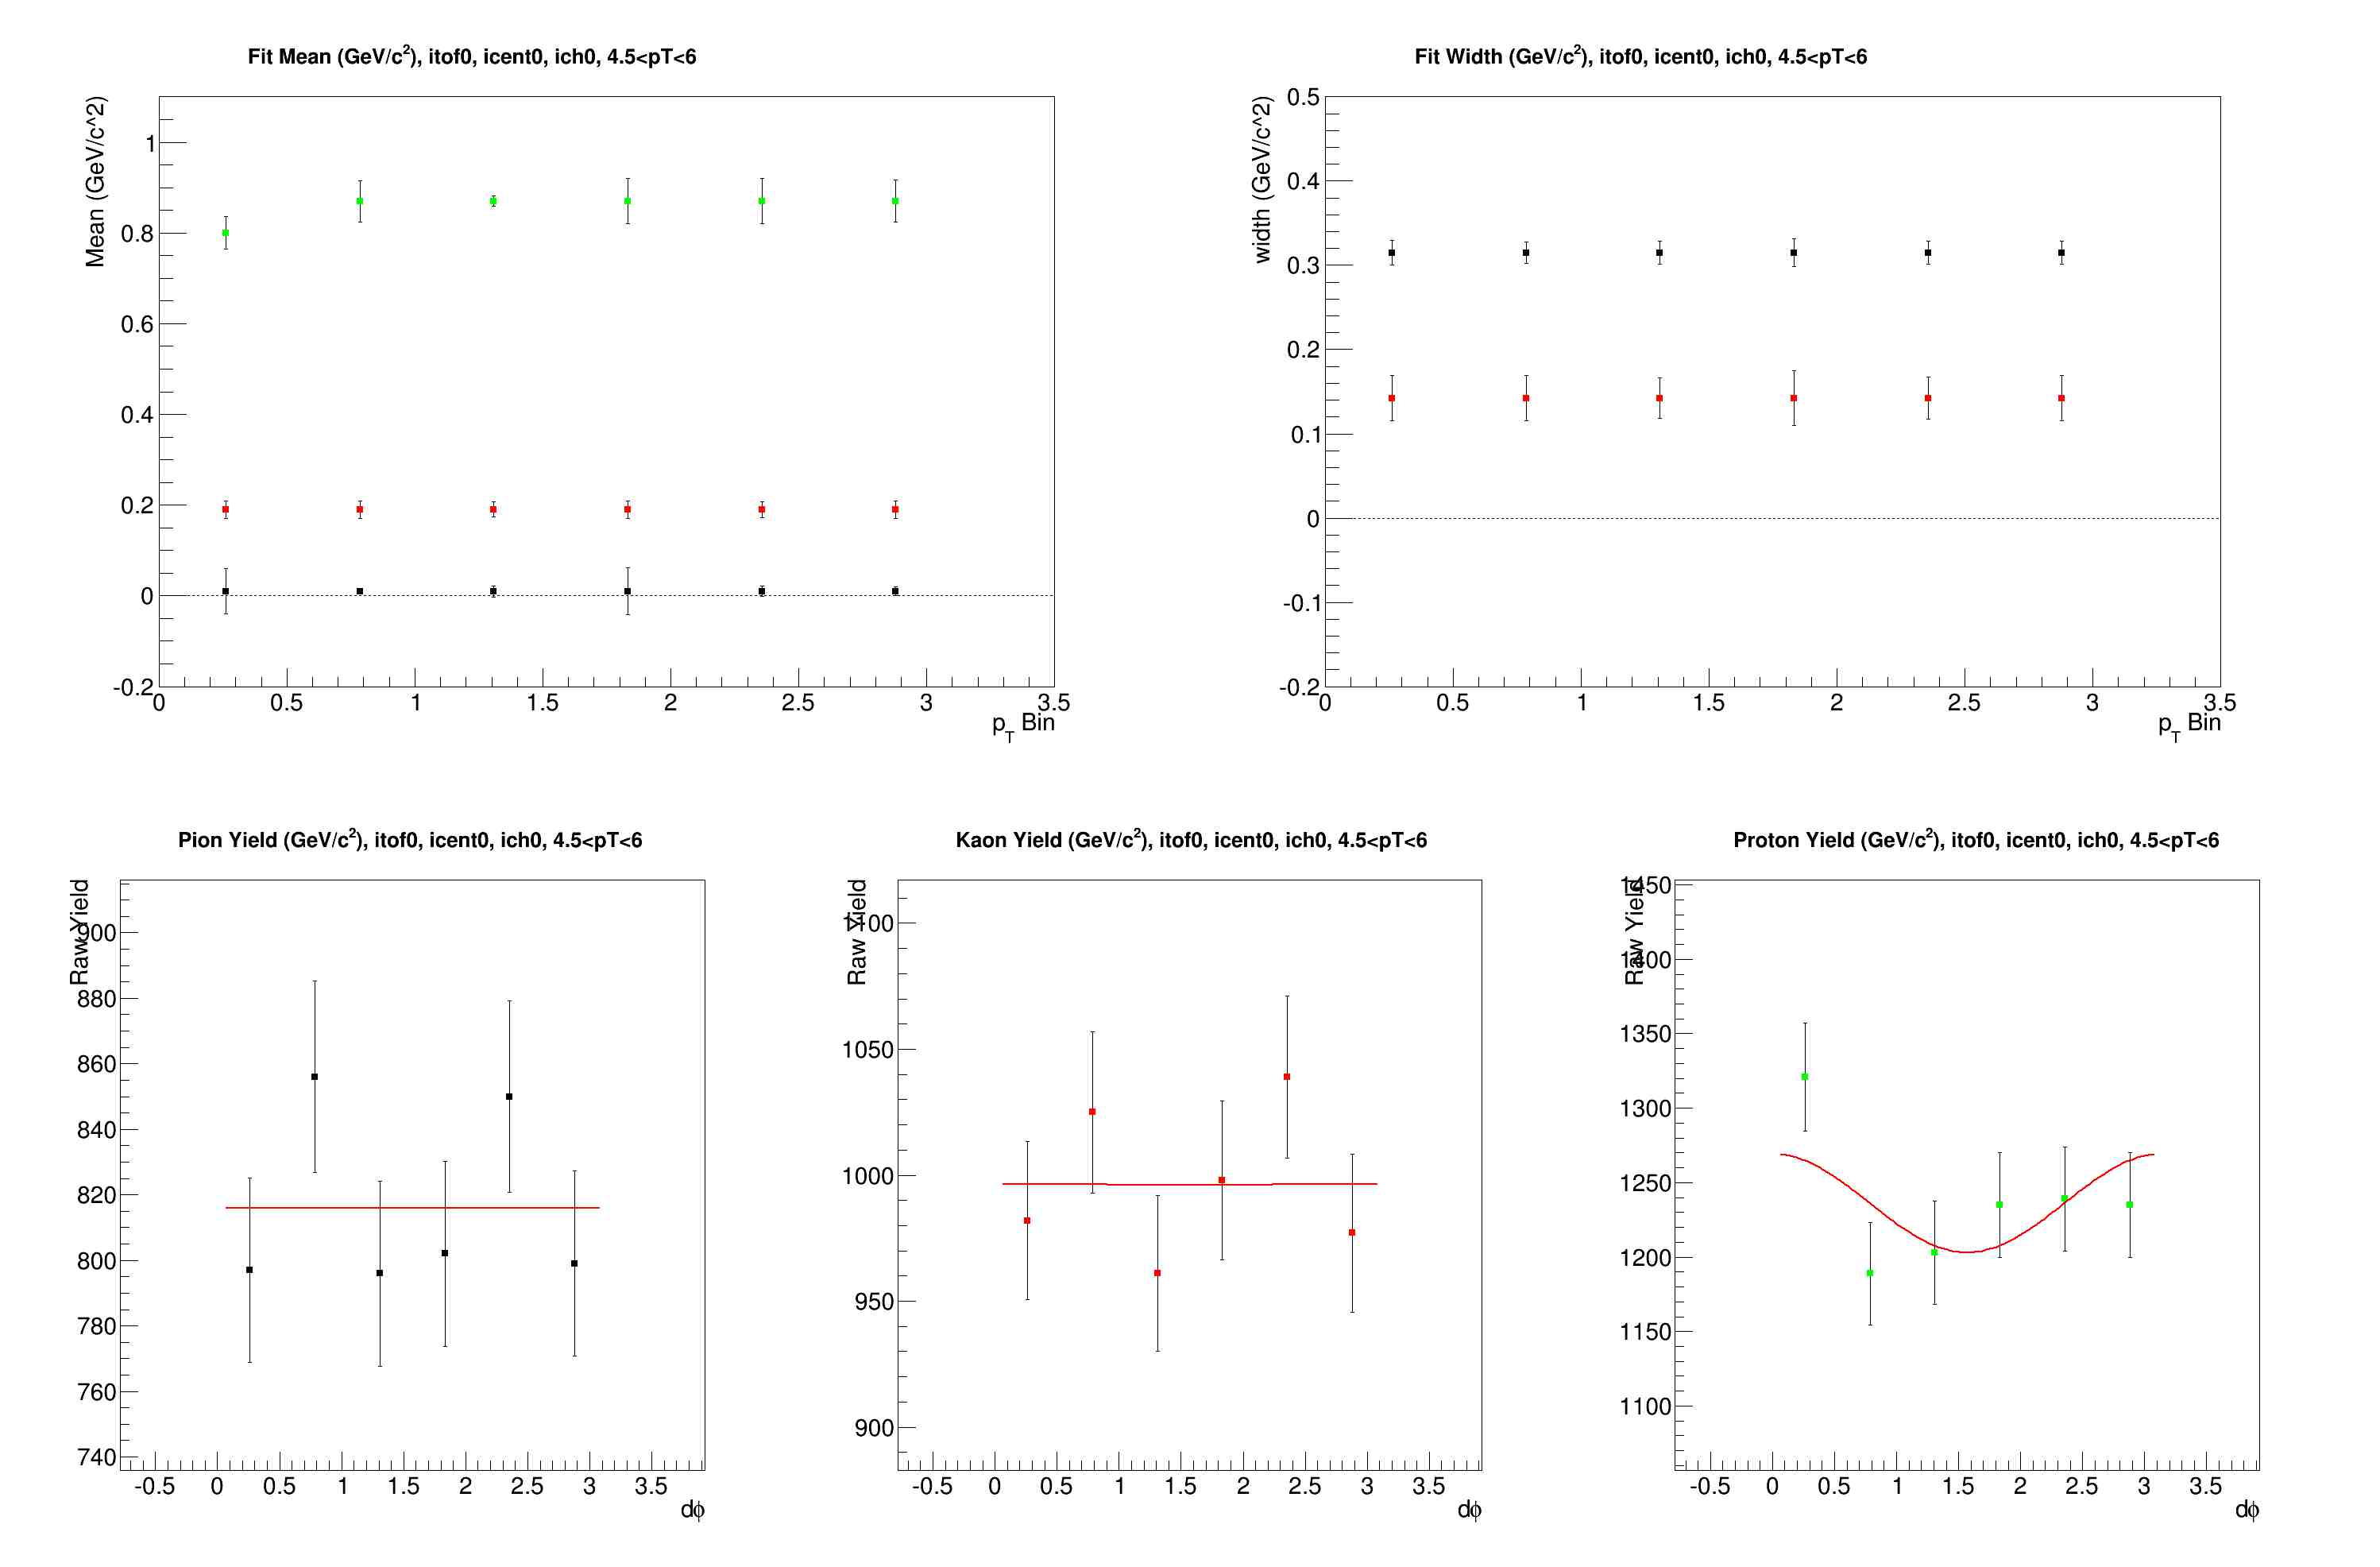 Fit Mean (GeV/c2), itof0, icent0, ich0, 4.5<pT<6
Mean (GeV/c^2)
1
0.8
0.6
0.4
0.2
0
-0.2
0 0.5 1 1.5 2 2.5 3 3.5
pT Bin
Fit Width (GeV/c2), itof0, icent0, ich0, 4.5<pT<6
width (GeV/c^2)
0.5
0.4
0.3
0.2
0.1
0
-0.1
-0.2
0 0.5 1 1.5 2 2.5 3 3.5
pT Bin
Pion Yield (GeV/c2), itof0, icent0, ich0, 4.5<pT<6
Raw Yield
900
880
860
840
820
800
780
760
740
-0.5 0 0.5 1 1.5 2 2.5 3 3.5
dϕ
Kaon Yield (GeV/c2), itof0, icent0, ich0, 4.5<pT<6
Raw Yield
1100
1050
1000
950
900
-0.5 0 0.5 1 1.5 2 2.5 3 3.5
dϕ
Proton Yield (GeV/c2), itof0, icent0, ich0, 4.5<pT<6
Raw Yield
1450
1400
1350
1300
1250
1200
1150
1100
-0.5 0 0.5 1 1.5 2 2.5 3 3.5
dϕ